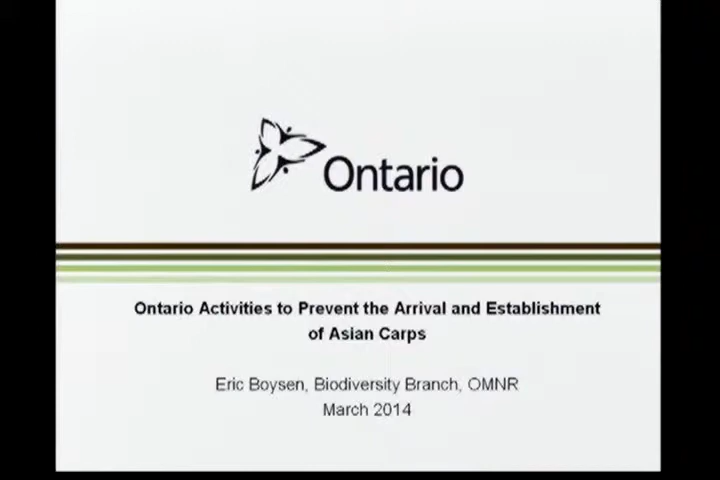 Ontario
Ontario Activities to Prevent the Arrival and Establishment
of Asian Carps
Eric Boysen, Biodiversity Branch, OMNR
March 2014